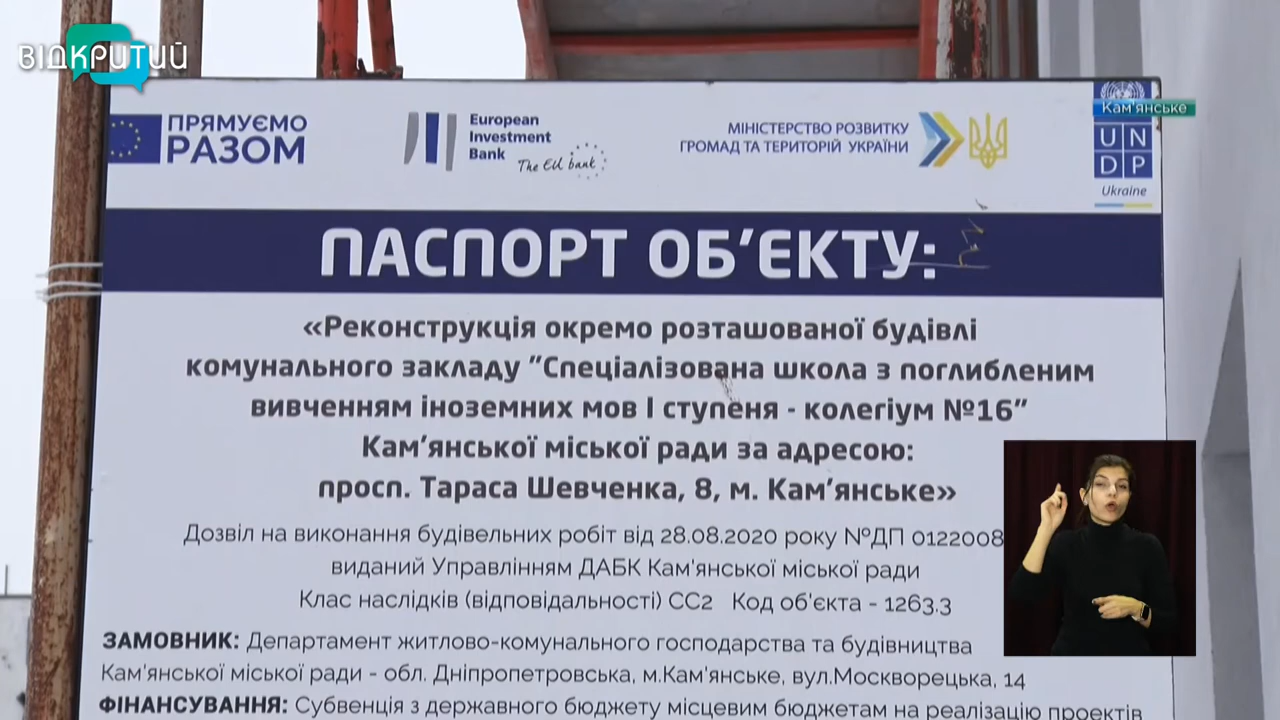 ВІДКРИТИЙ
Кам'янське
ПРЯМУЄМО
РАЗОМ
European
Investment
Bank
The EU bank
МІНІСТЕРСТВО РОЗВИТКУ
ГРОМАД ТА ТЕРИТОРІЙ УКРАЇНИ
U N
D P
Ukraine
ПАСПОРТ ОБ’ЄКТУ:
«Реконструкція окремо розташованої будівлі
комунального закладу ”Спеціалізована школа з поглибленим
вивченням іноземних мов І ступеня - колегіум №16”
Кам’янської міської ради за адресою:
просп. Тараса Шевченка, 8, м. Кам’янське»
Дозвіл на виконання будівельних робіт від 28.08.2020 року №ДП 0122008
виданий Управлінням ДАБК Кам'янської міської ради
Клас наслідків (відповідальності) СС2 Код об'єкта - 1263.3
ЗАМОВНИК: Департамент житлово-комунального господарства та будівництва
Кам'янської міської ради - обл. Дніпропетровська, м.Кам'янське, вул.Москворецька, 14
ФІНАНСУВАННЯ: Субвенція з державного бюджету місцевим бюджетам на реалізацію проектів